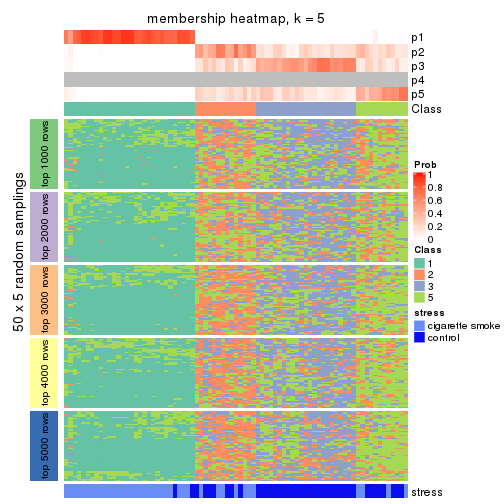 membership heatmap, k = 5
p1
p2
p3
p4
p5
Class
50 x 5 random samplings
top 1000 rows
top 2000 rows
top 3000 rows
top 4000 rows
top 5000 rows
stress
Prob
1
0.8
0.6
0.4
0.2
0
Class
1
2
3
5
stress
cigarette smoke
control